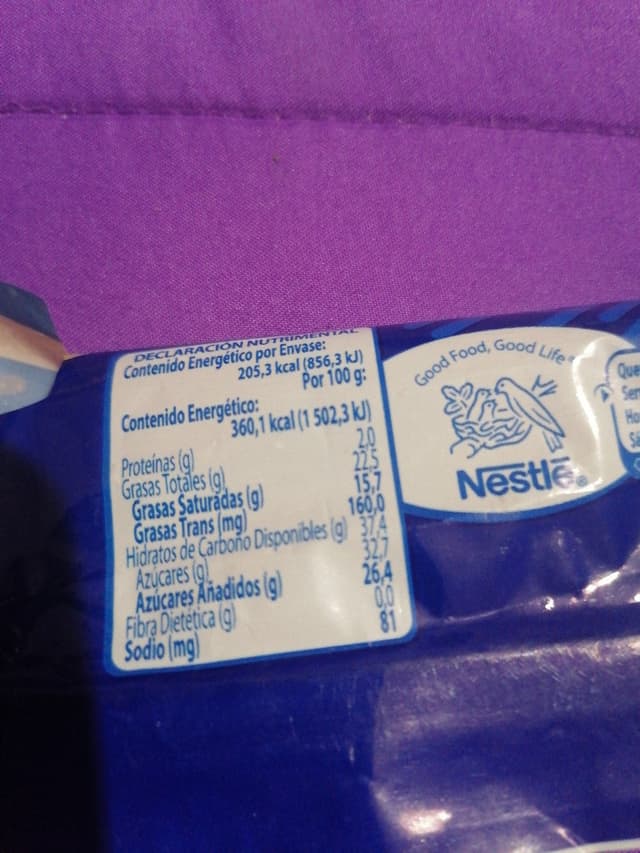 DECLARACIÓN NUTRIMENTAL
Contenido Energético por Envase:
205,3 kcal (856,3 kJ)
Por 100 g:
Contenido Energético:
360,1 kcal (1 502,3 kJ)
Proteínas (g) 2,0
Grasas Totales (g) 22,5
Grasas Saturadas (g) 15,7
Grasas Trans (mg) 160,0
Hidratos de Carbono Disponibles (g) 37,4
Azúcares (g) 32,7
Azúcares Añadidos (g) 26,4
Fibra Dietética (g) 0,0
Sodio (mg) 81
Good Food, Good Life
Nestlé